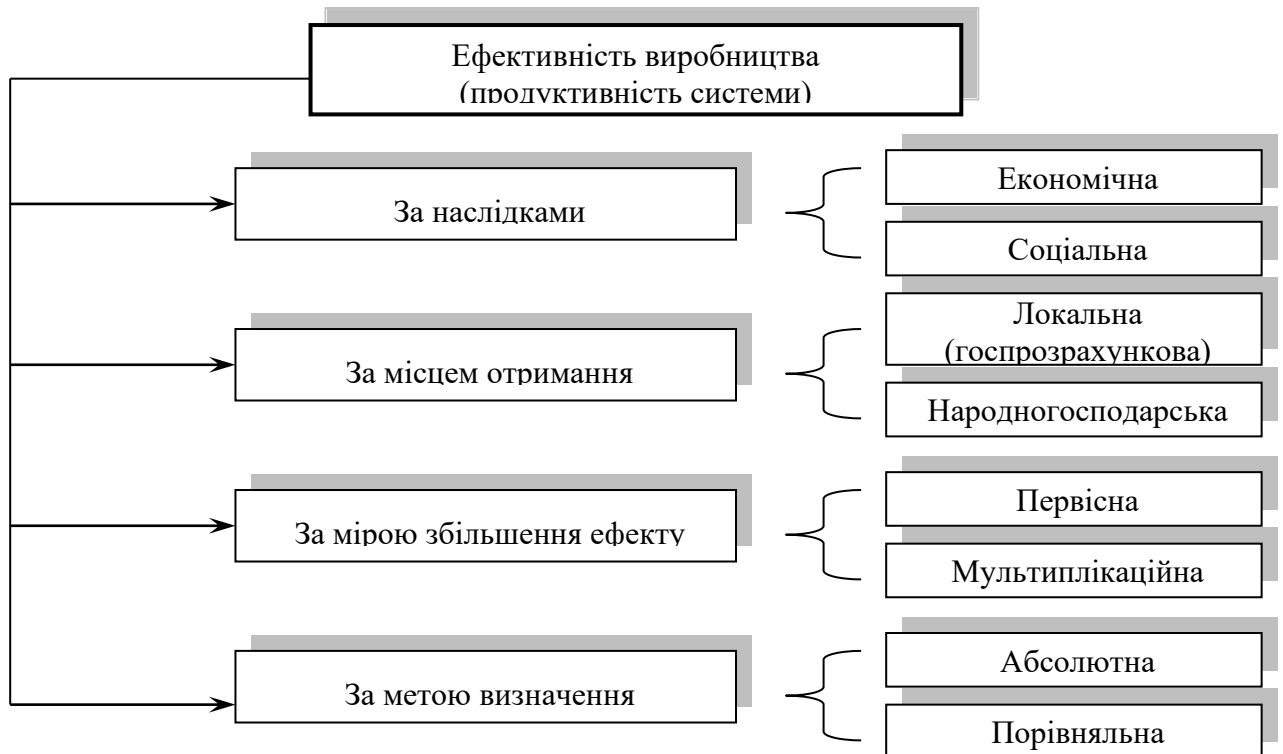 Ефективність виробництва
(продуктивність системи)
За наслідками
Економічна
Соціальна
За місцем отримання
Локальна
(госпрозрахункова)
Народногосподарська
За мірою збільшення ефекту
Первісна
Мультиплікаційна
За метою визначення
Абсолютна
Порівняльна